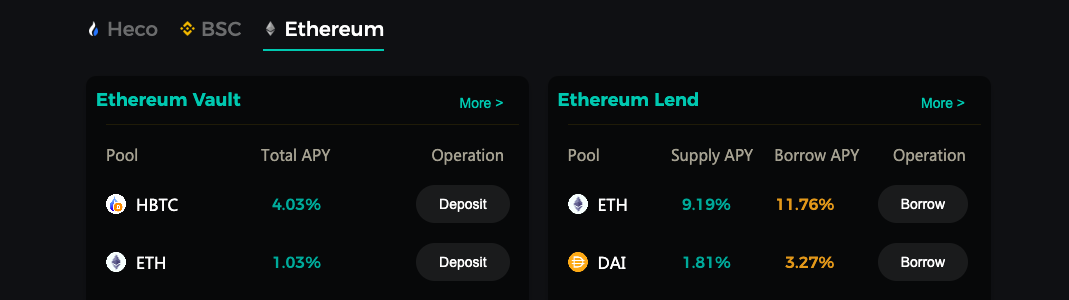 Heco BSC Ethereum
Ethereum Vault More >
Pool Total APY Operation
HBTC 4.03% Deposit
ETH 1.03% Deposit
Ethereum Lend More >
Pool Supply APY Borrow APY Operation
ETH 9.19% 11.76% Borrow
DAI 1.81% 3.27% Borrow